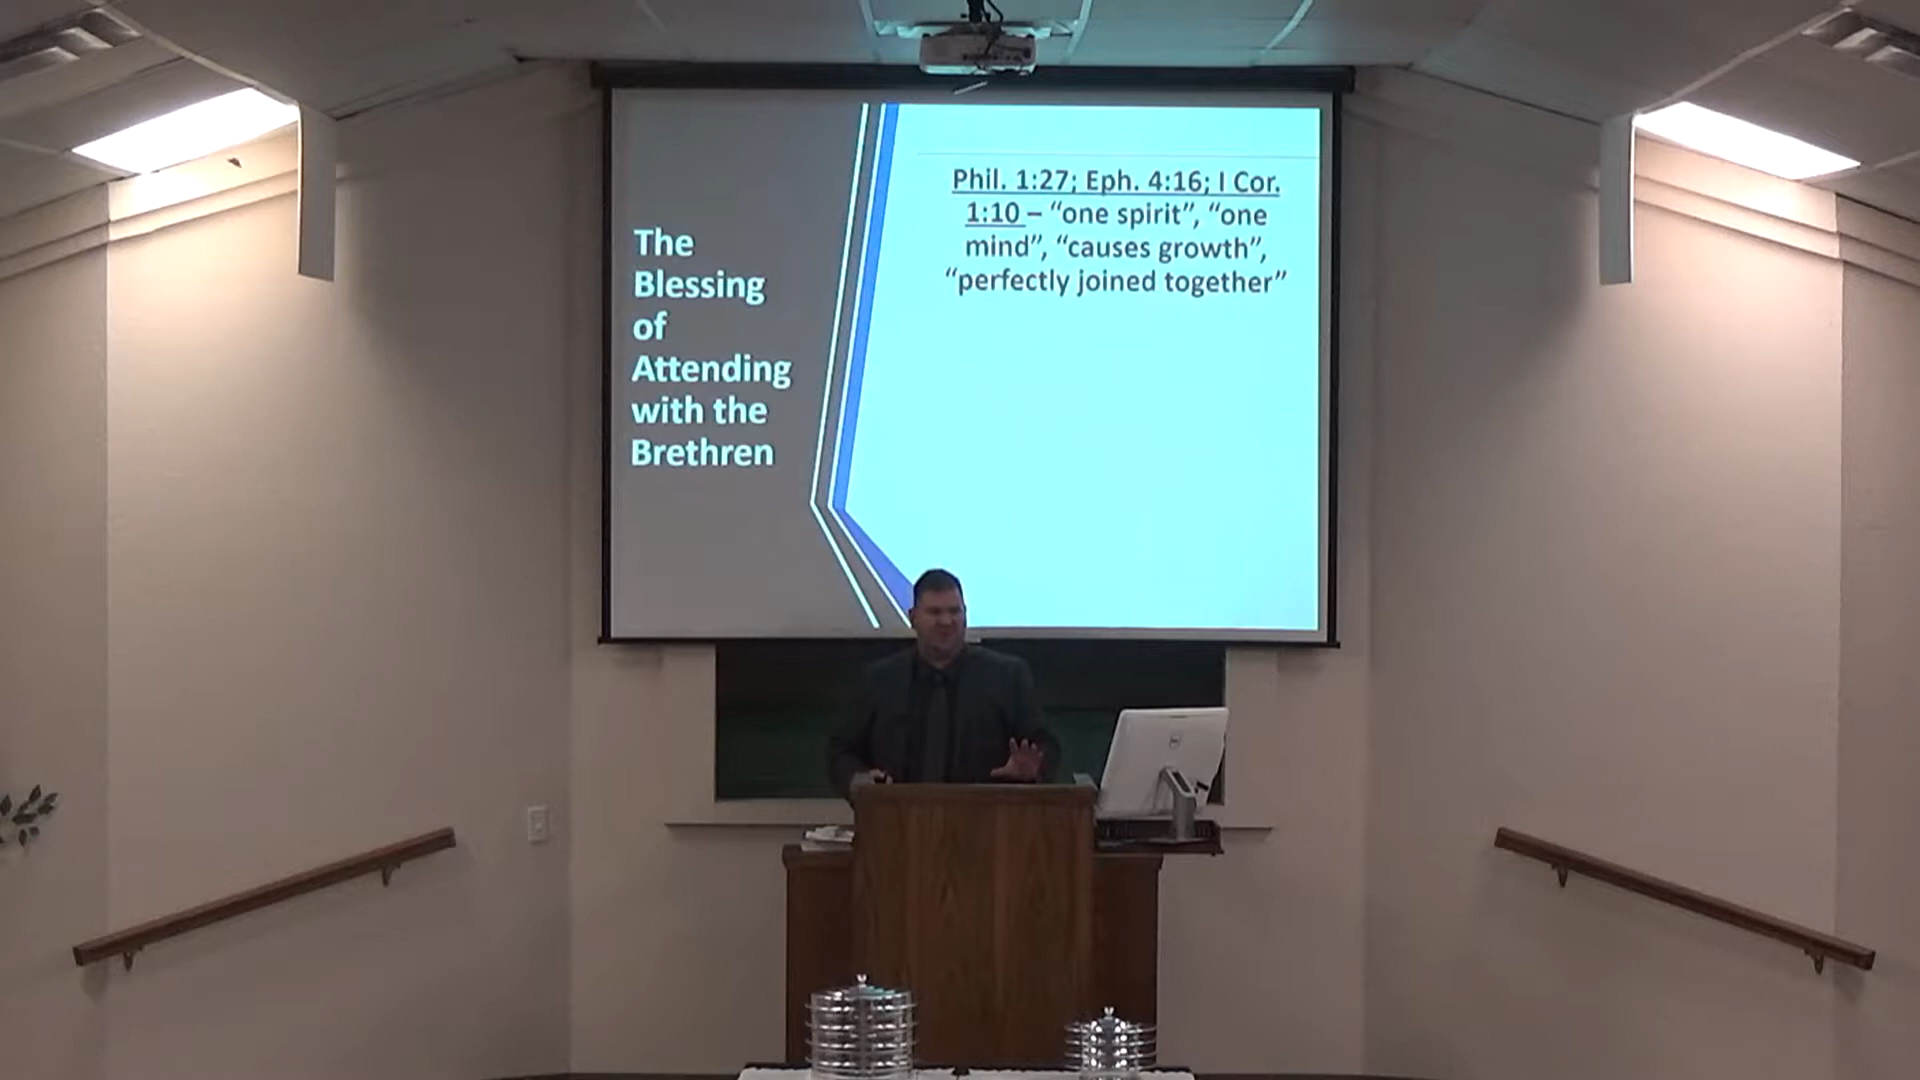 The
Blessing
of
Attending
with the
Brethren
Phil. 1:27; Eph. 4:16; I Cor.
1:10 – “one spirit”, “one
mind”, “causes growth”,
“perfectly joined together”